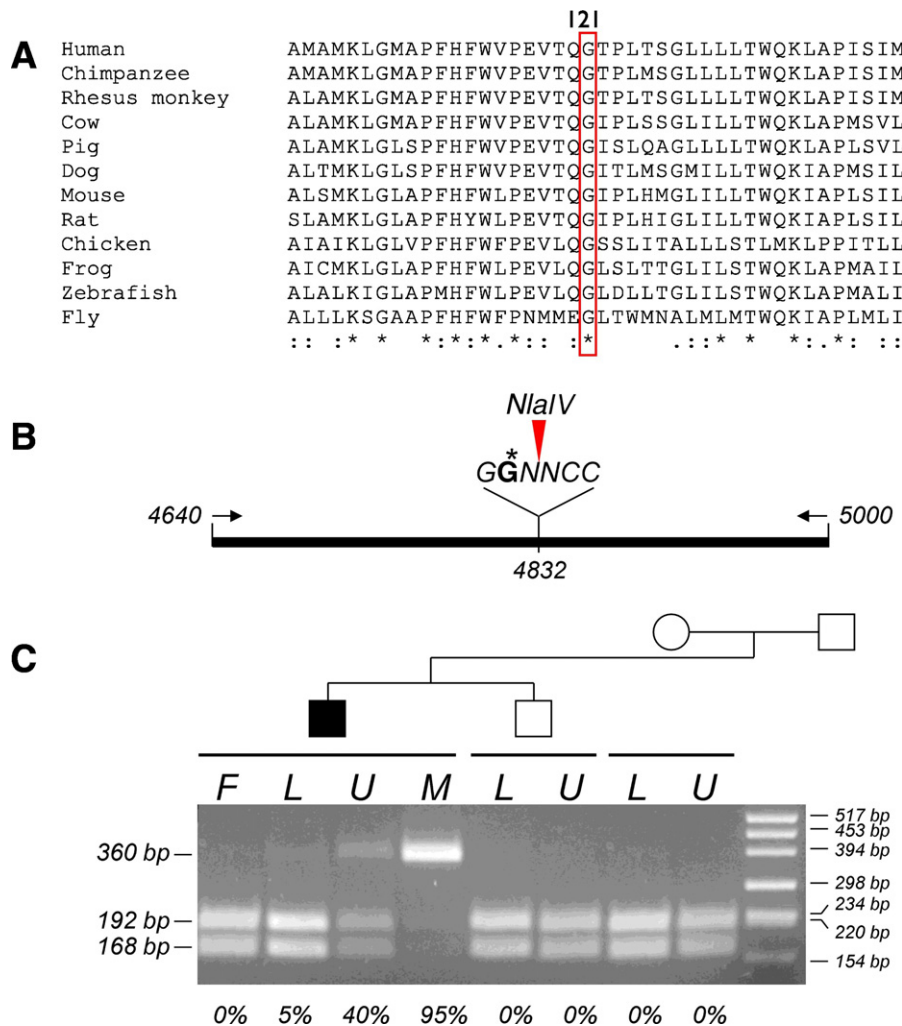 A
121
Human AMAMKLGMAPFHFWVPEVTQGTPLTSGLLLLTWQKLAPISIM
Chimpanzee AMAMKLGMAPFHFWVPEVTQGTPLMSGLLLLTWQKLAPISIM
Rhesus monkey ALAMKLGMAPFHFWVPEVTQGTPLTSGLLLLTWQKLAPISIM
Cow AMAMKLGMAPFHFWVPEVTQGIPLSSGLILLTWQKLAPMSVL
Pig ALAMKLGLSPFHFWVPEVTQGISLQAGLLLLTWQKLAPLSVL
Dog ALTMKLGLSPFHFWVPEVTQGITLMSGMILLTWQKIAPMSIL
Mouse ALSMKLGLAPFHFWLPEVTQGIPLHMGLILLTWQKIAPLSIL
Rat SLAMKLGLAPFHYWLPEVTQGIPLHIGLILLTWQKIAPLSIL
Chicken AIAIKLGLVPFHFWFPEVLQGSSLITALLLSTLMKLPPITLL
Frog AICMKLGLAPFHFWLPEVLQGLSLTTGLILSTWQKLAPMAIL
Zebrafish ALALKIGLAPMHFWLPEVLQGLDLLTGLILSTWQKLAPMALI
Fly ALLLKSGAAPFHFWFPNMMEGLTWMNALMLMTWQKIAPLMLI
:: :* * *:*:*.*:: :* .::* * *:.* ::
B
NlaIV
*
GGNNCC
4640
5000
4832
C
F L U M L U L U
517 bp
453 bp
360 bp
394 bp
298 bp
192 bp
234 bp
220 bp
168 bp
154 bp
0% 5% 40% 95% 0% 0% 0% 0%